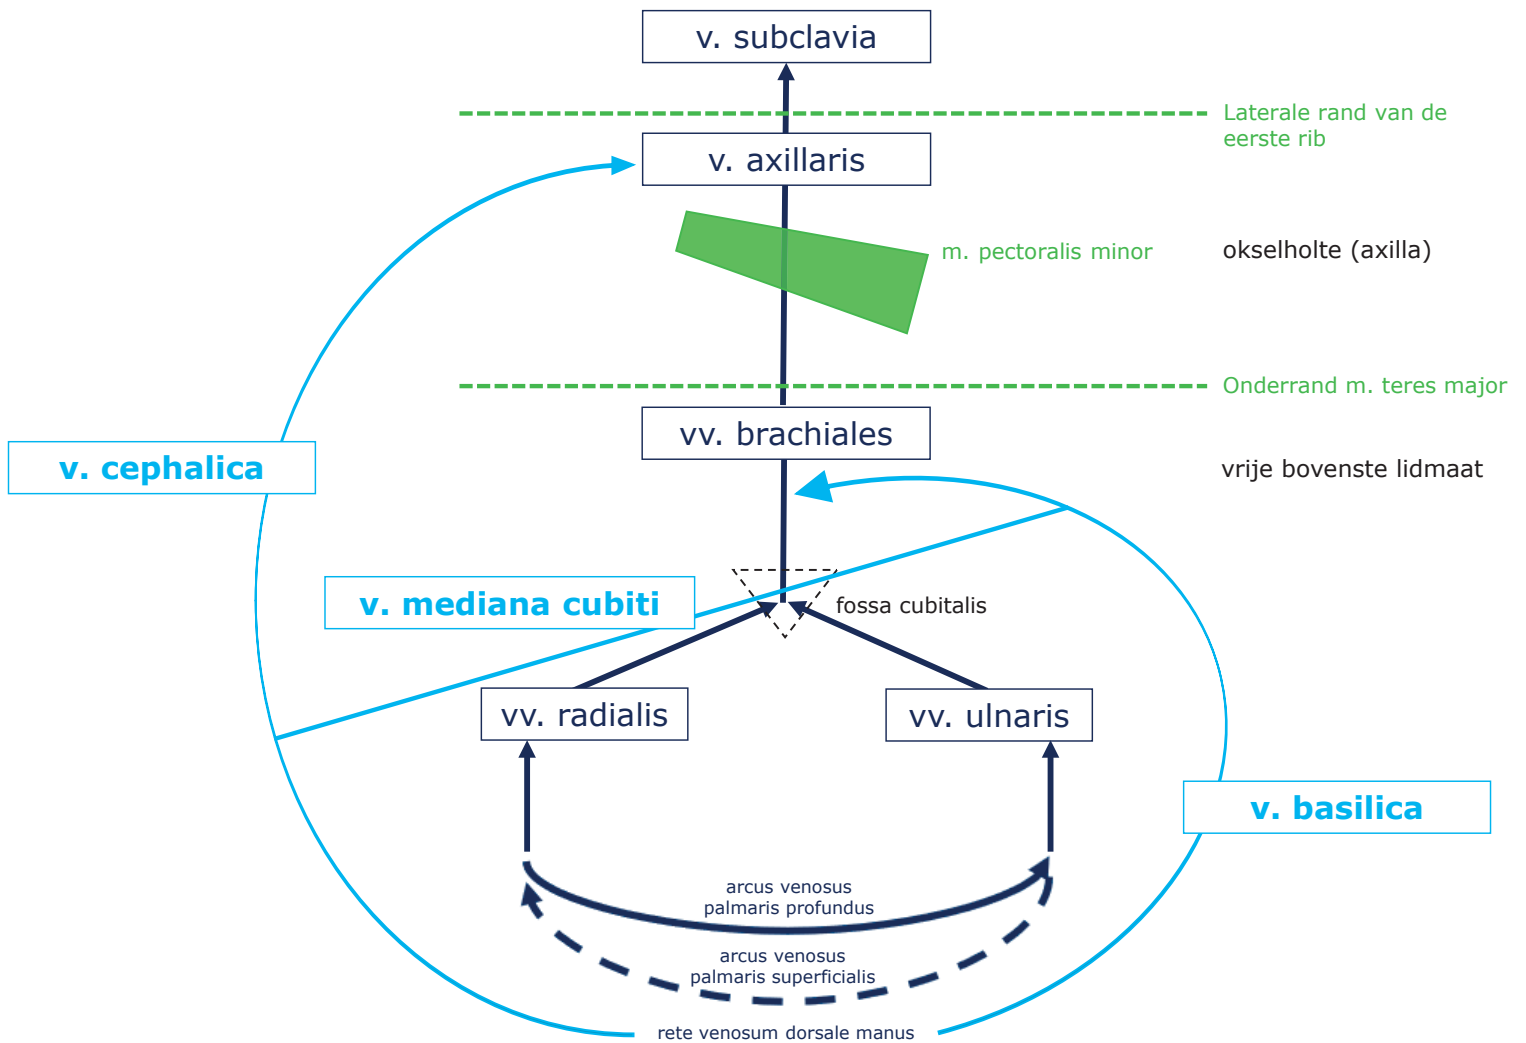 v. subclavia
Laterale rand van de
eerste rib
v. axillaris
m. pectoralis minor
okselholte (axilla)
Onderrand m. teres major
vv. brachiales
v. cephalica
vrije bovenste lidmaat
v. mediana cubiti
fossa cubitalis
vv. radialis
vv. ulnaris
v. basilica
arcus venosus
palmaris profundus
arcus venosus
palmaris superficialis
rete venosum dorsale manus